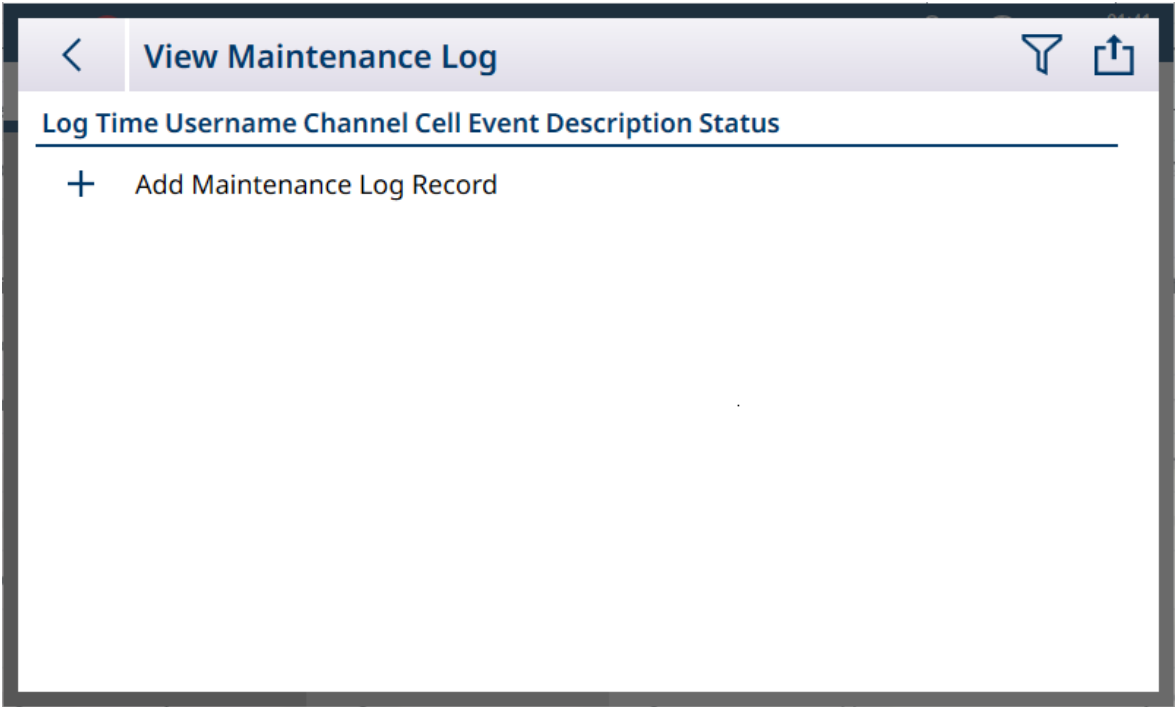 View Maintenance Log
Log Time Username Channel Cell Event Description Status
Add Maintenance Log Record